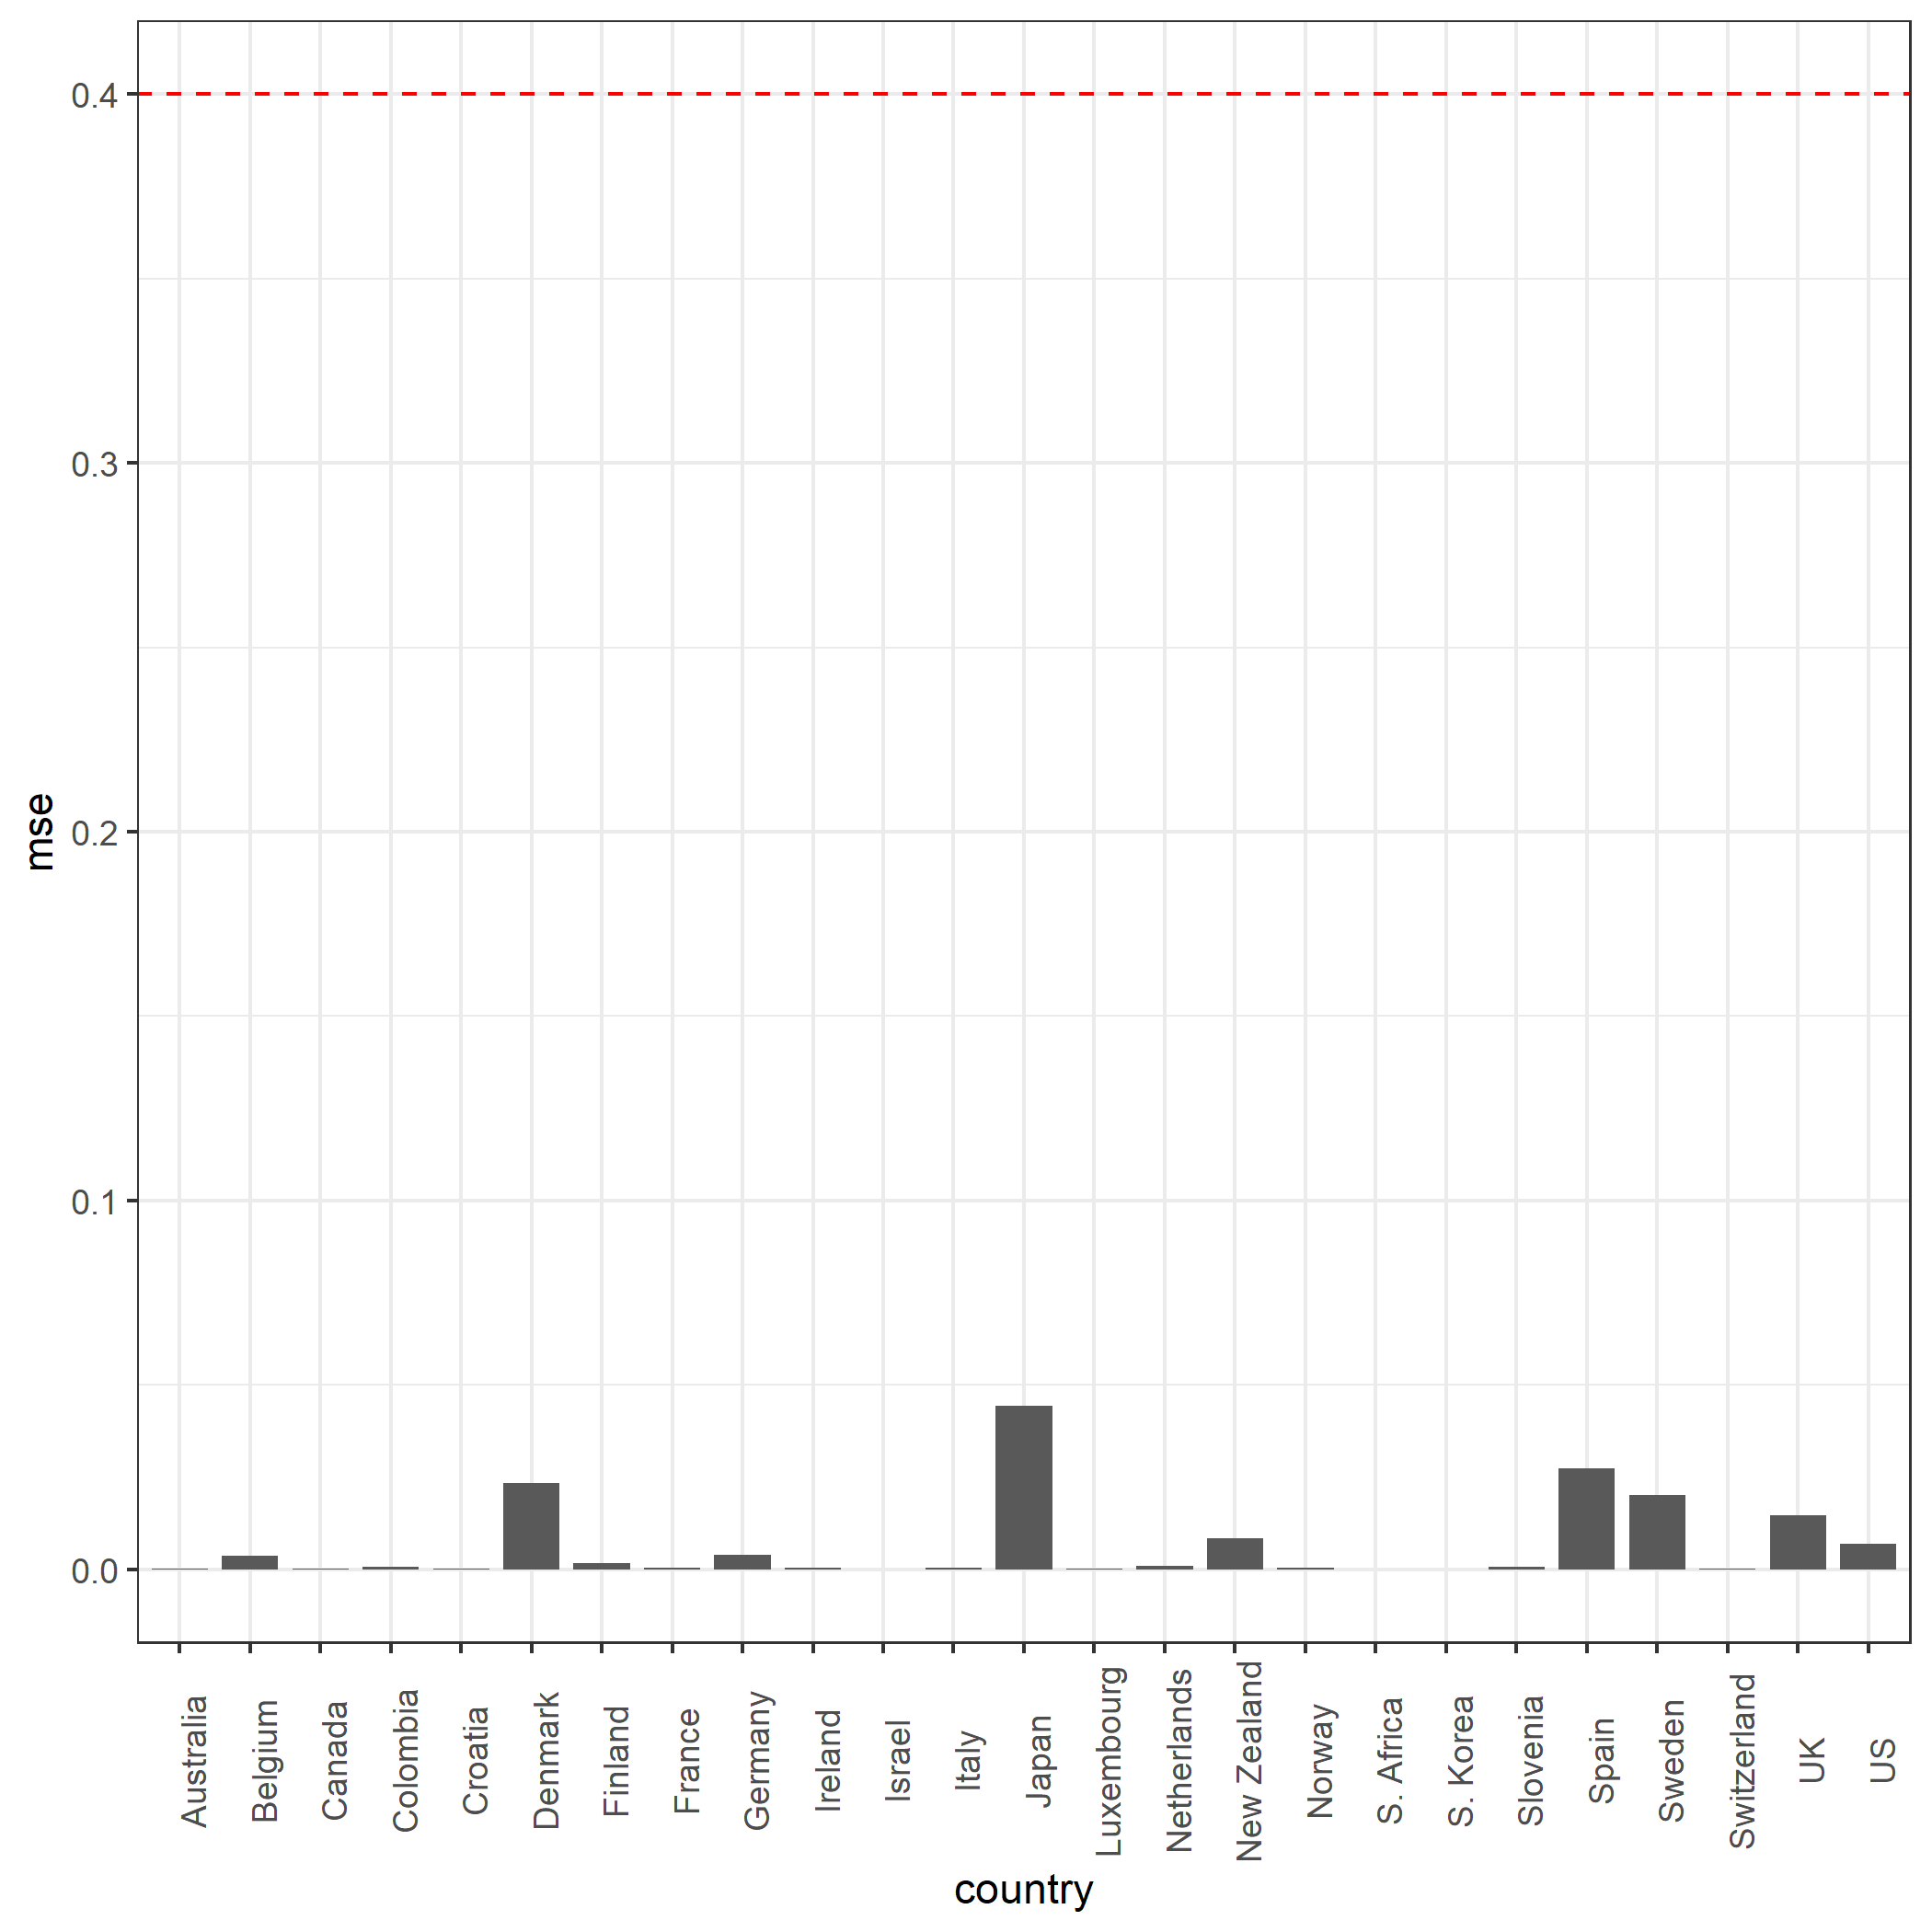 0.4
0.3
0.2
0.1
0.0
mse
Australia
Belgium
Canada
Colombia
Croatia
Denmark
Finland
France
Germany
Ireland
Israel
Italy
Japan
Luxembourg
Netherlands
New Zealand
Norway
S. Africa
S. Korea
Slovenia
Spain
Sweden
Switzerland
UK
US
country